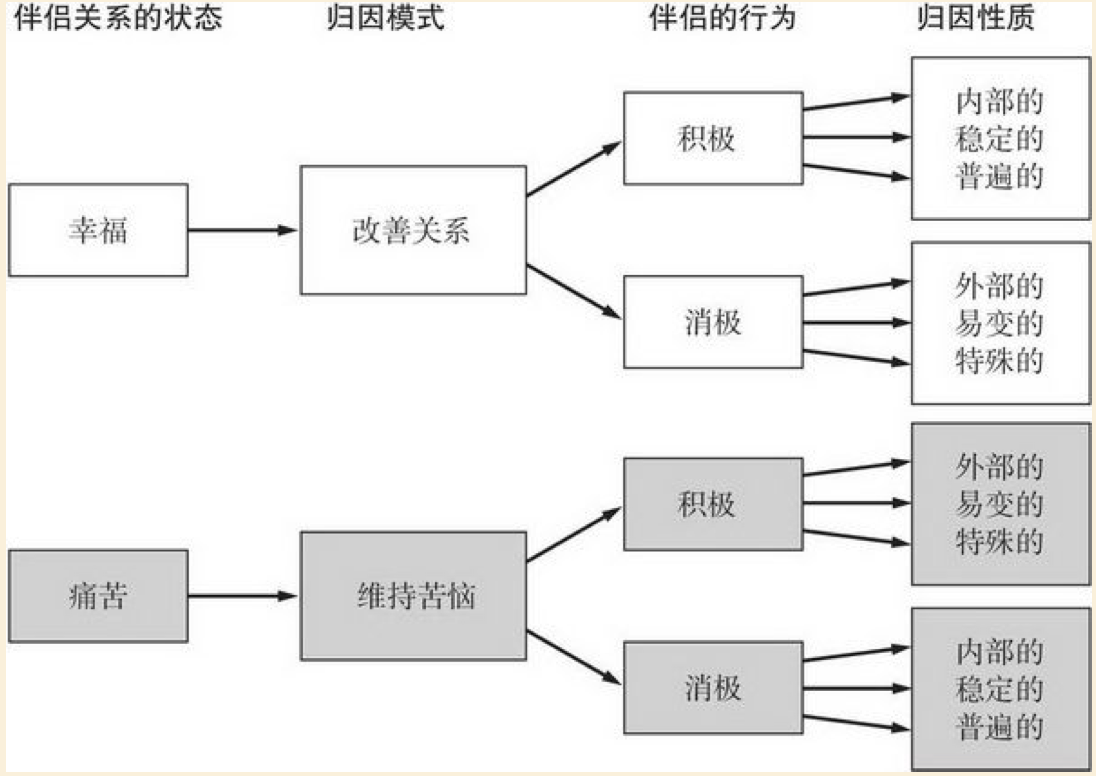 伴侣关系的状态
归因模式
伴侣的行为
归因性质
幸福
改善关系
积极
内部的
稳定的
普遍的
消极
外部的
易变的
特殊的
痛苦
维持苦恼
积极
外部的
易变的
特殊的
消极
内部的
稳定的
普遍的